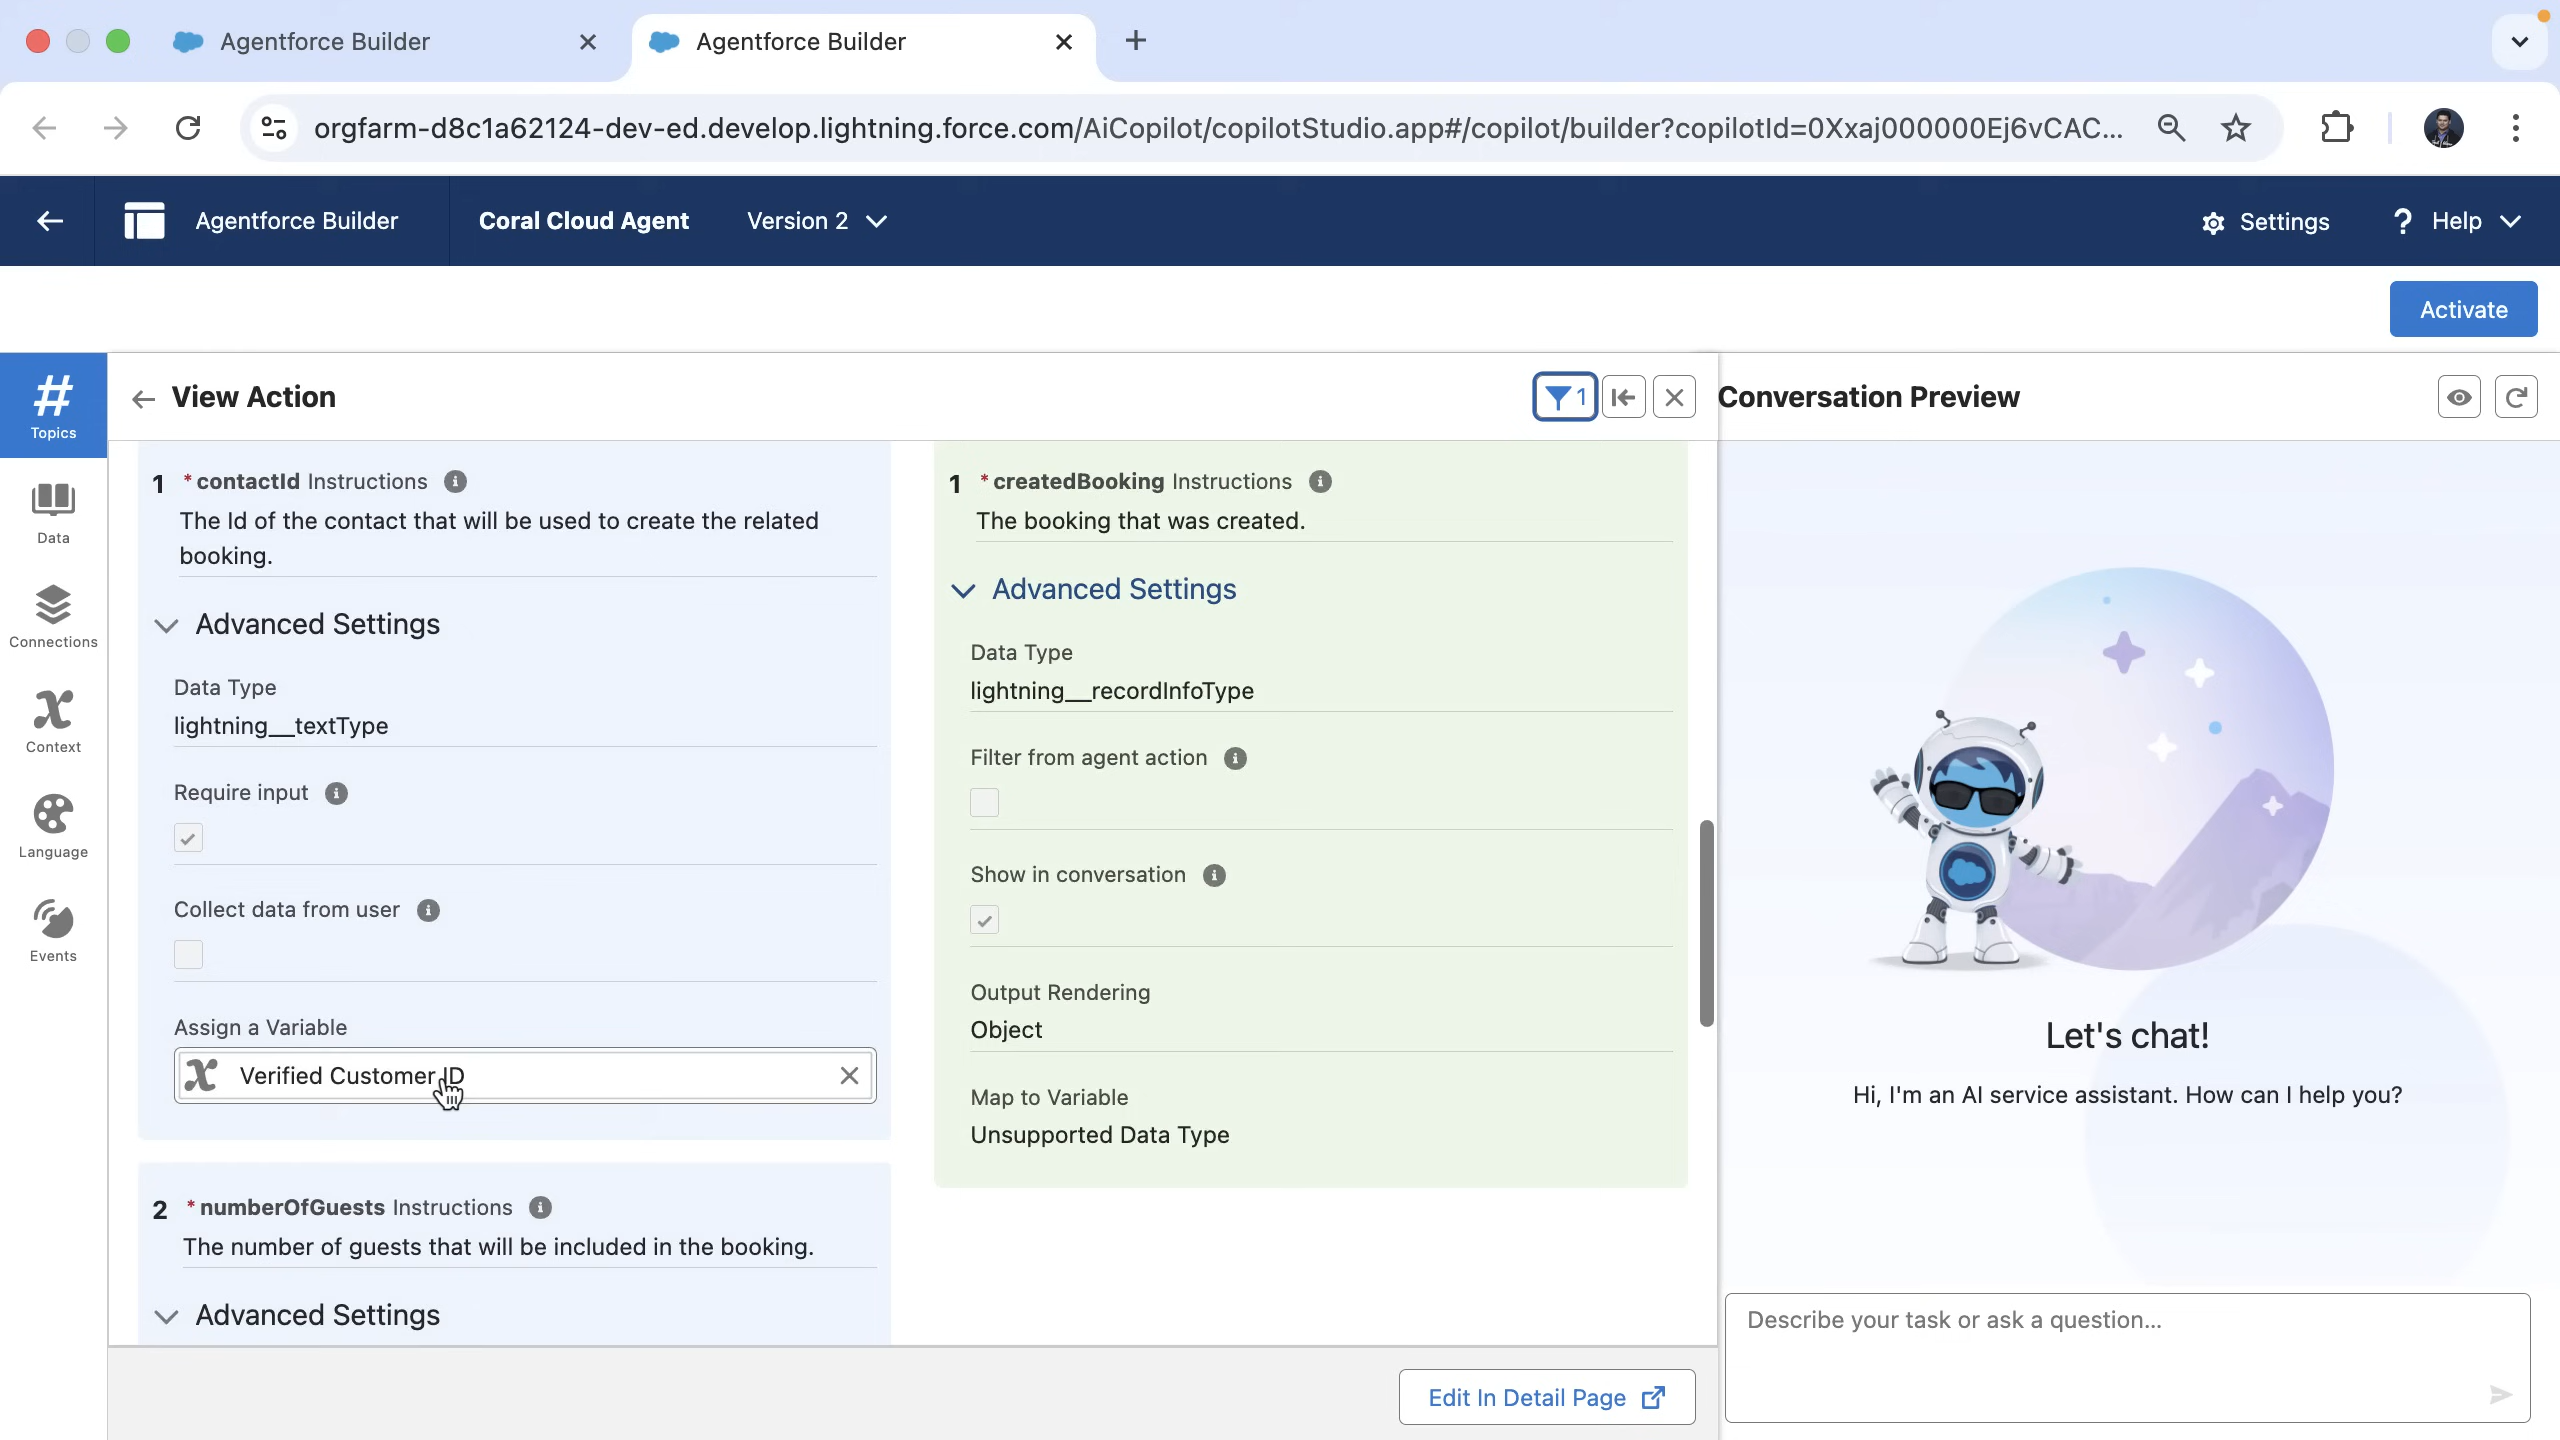 Agentforce Builder
Agentforce Builder
orgfarm-d8c1a62124-dev-ed.develop.lightning.force.com/AiCopilot/copilotStudio.app#/copilot/builder?copilotId=0Xxaj000000Ej6vCAC...
Agentforce Builder
Coral Cloud Agent
Version 2
Settings
? Help
Activate
#
Topics
Data
Connections
Context
Language
Events
View Action
1
1 *contactId Instructions
The Id of the contact that will be used to create the related
booking.
Advanced Settings
Data Type
lightning__textType
Require input
Collect data from user
Assign a Variable
Verified Customer ID
2 *numberOfGuests Instructions
The number of guests that will be included in the booking.
Advanced Settings
1 *createdBooking Instructions
The booking that was created.
Advanced Settings
Data Type
lightning__recordInfoType
Filter from agent action
Show in conversation
Output Rendering
Object
Map to Variable
Unsupported Data Type
Edit In Detail Page
Conversation Preview
Let's chat!
Hi, I'm an AI service assistant. How can I help you?
Describe your task or ask a question...